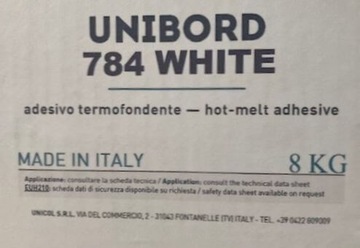 UNIBORD
784 WHITE
adesivo termofondente — hot-melt adhesive
MADE IN ITALY 8 KG
Applicazione: consultare la scheda tecnica / Application: consult the technical data sheet
EUH210: scheda dati di sicurezza disponibile su richiesta / safety data sheet available on request
UNICOL S.R.L. VIA DEL COMMERCIO, 2 - 31043 FONTANELLE (TV) ITALY - TEL. +39 0422 809009